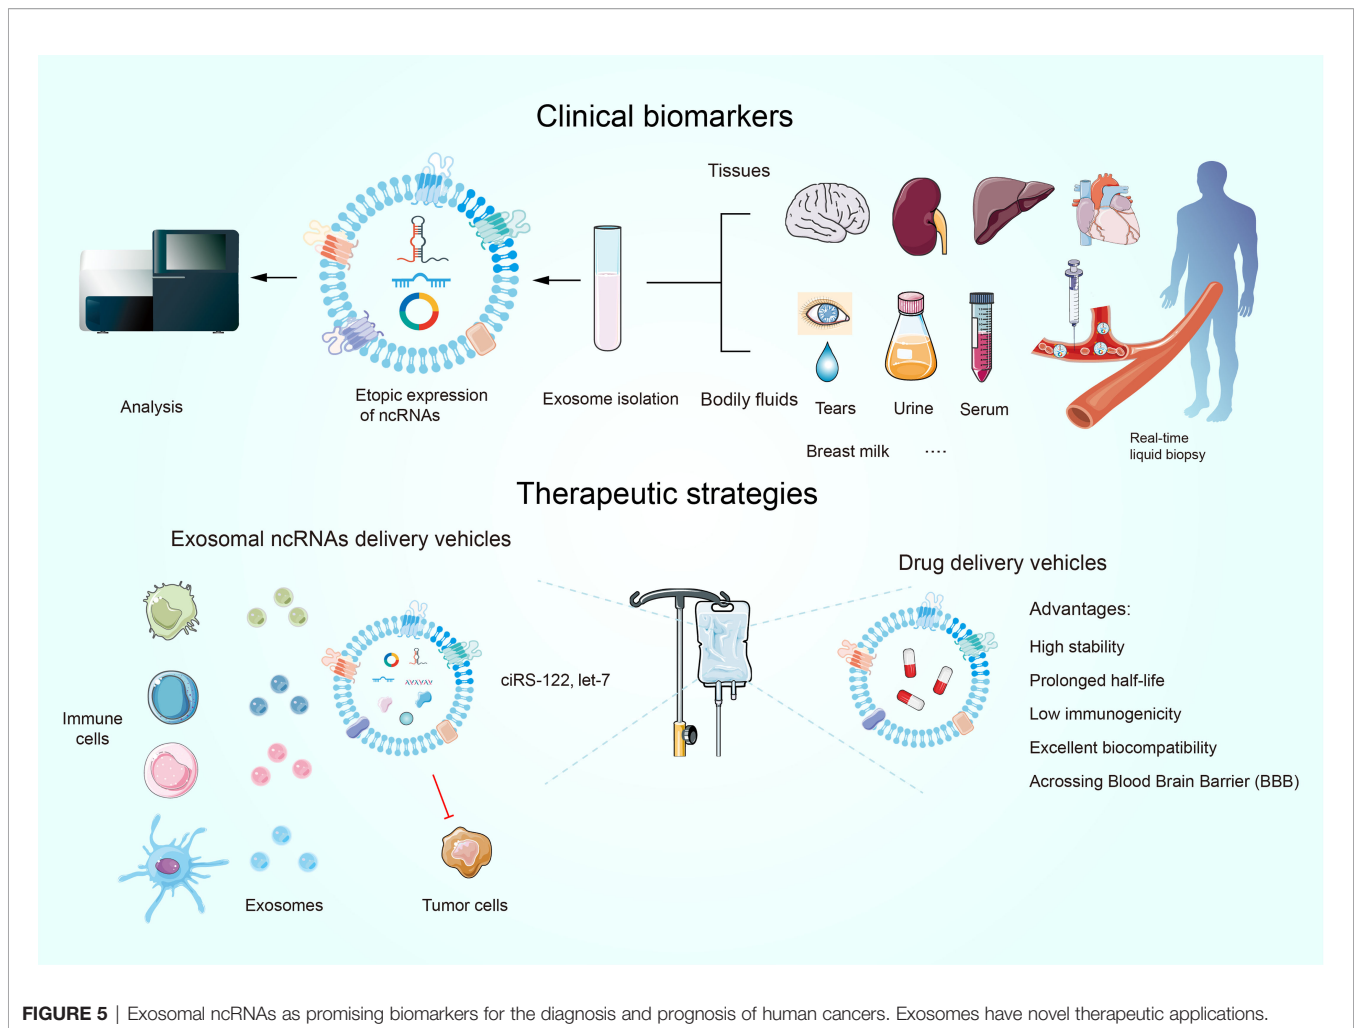 Clinical biomarkers
Tissues
Analysis
Etopic expression
of ncRNAs
Exosome isolation
Bodily fluids
Tears
Urine
Serum
Breast milk ....
Real-time
liquid biopsy
Therapeutic strategies
Exosomal ncRNAs delivery vehicles
Immune
cells
Exosomes
Tumor cells
ciRS-122, let-7
Drug delivery vehicles
Advantages:
High stability
Prolonged half-life
Low immunogenicity
Excellent biocompatibility
Acrossing Blood Brain Barrier (BBB)
FIGURE 5 | Exosomal ncRNAs as promising biomarkers for the diagnosis and prognosis of human cancers. Exosomes have novel therapeutic applications.